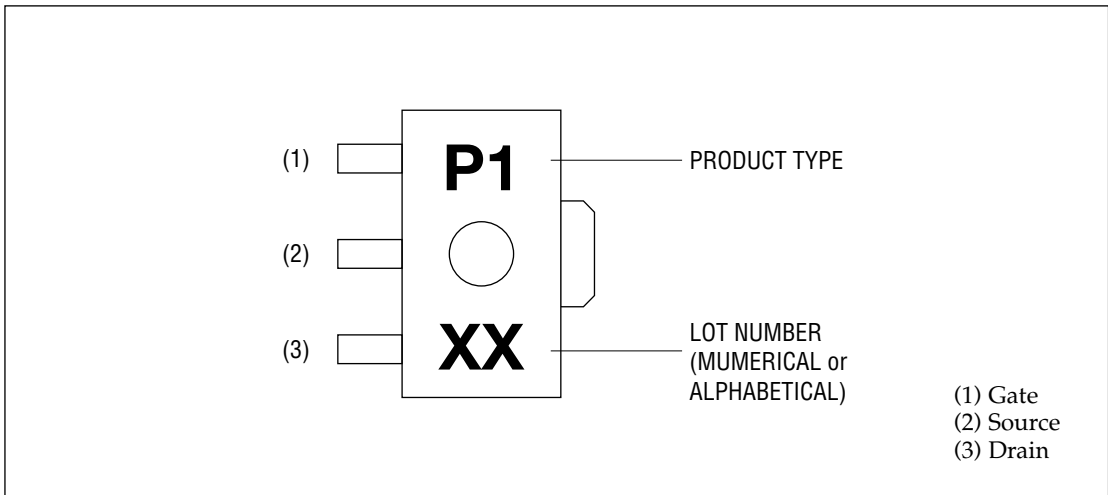 (1)
P1
PRODUCT TYPE
(2)
(3)
XX
LOT NUMBER
(MUMERICAL or
ALPHABETICAL)
(1) Gate
(2) Source
(3) Drain